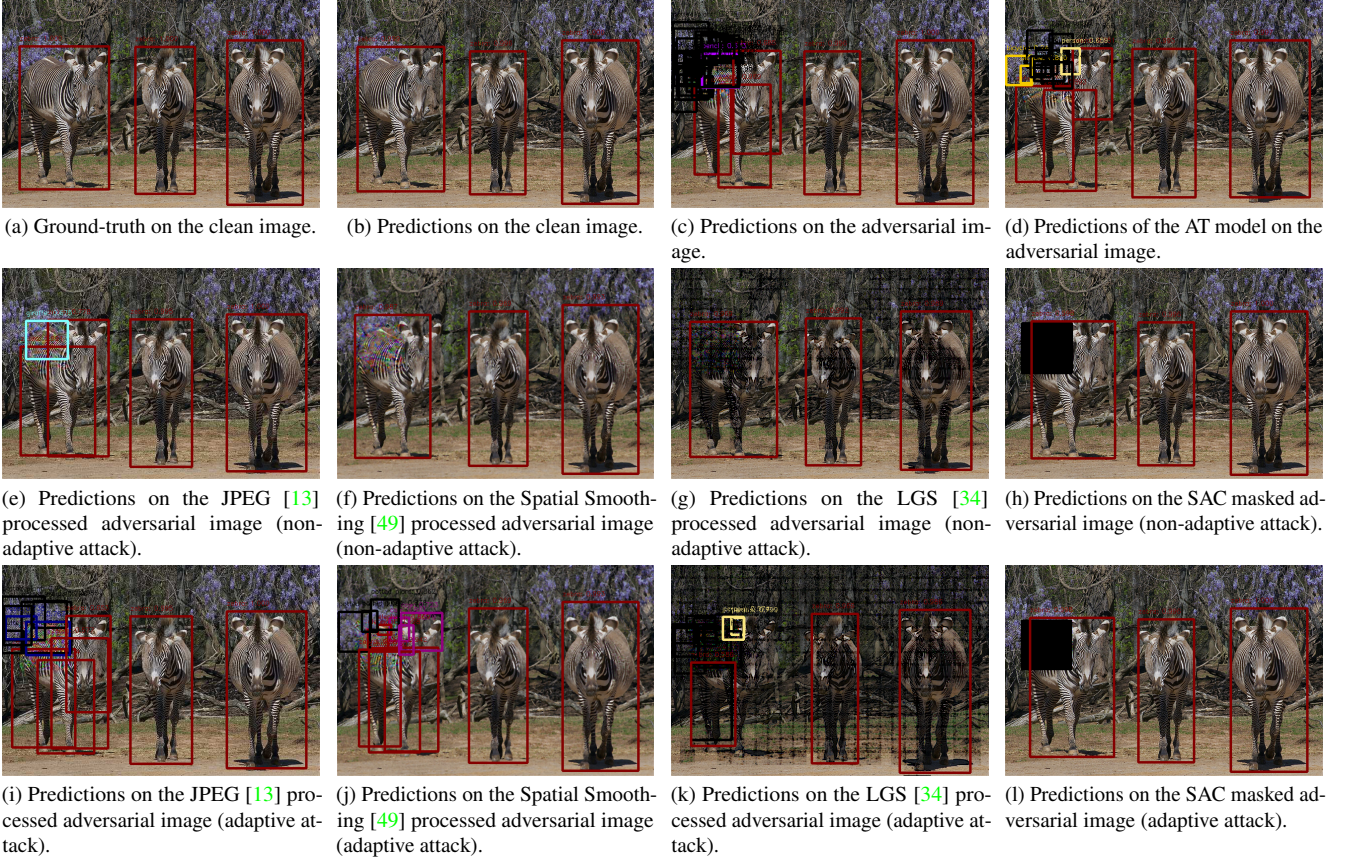 person: 0.659
(a) Ground-truth on the clean image.
(b) Predictions on the clean image.
(c) Predictions on the adversarial im-
age.
(d) Predictions of the AT model on the
adversarial image.
(e) Predictions on the JPEG [13]
processed adversarial image (non-
adaptive attack).
(f) Predictions on the Spatial Smooth-
ing [49] processed adversarial image
(non-adaptive attack).
(g) Predictions on the LGS [34]
processed adversarial image (non-
adaptive attack).
(h) Predictions on the SAC masked ad-
versarial image (non-adaptive attack).
(i) Predictions on the JPEG [13] pro-
cessed adversarial image (adaptive at-
tack).
(j) Predictions on the Spatial Smooth-
ing [49] processed adversarial image
(adaptive attack).
(k) Predictions on the LGS [34] pro-
cessed adversarial image (adaptive at-
tack).
(l) Predictions on the SAC masked ad-
versarial image (adaptive attack).